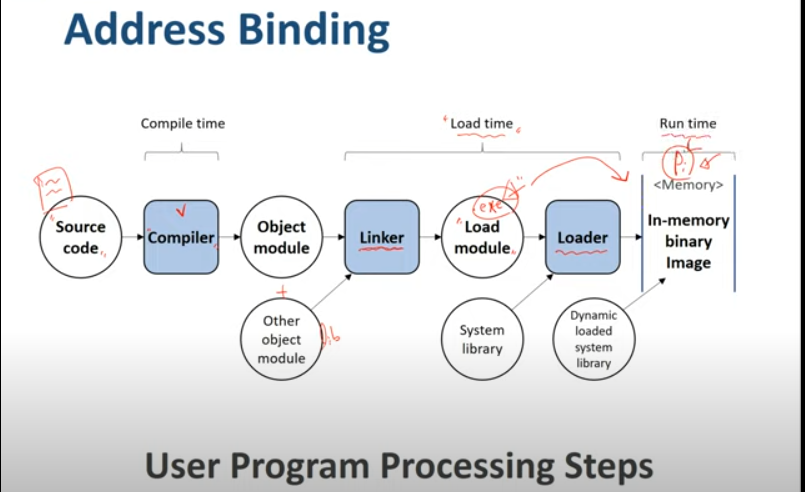 Address Binding
Compile time
"Load time"
Run time
Pi
<Memory>
Source
code
Compiler
Object
module
Linker
exe
Load
module
Loader
In-memory
binary
Image
+
Other
object
module
lib
System
library
Dynamic
loaded
system
library
User Program Processing Steps